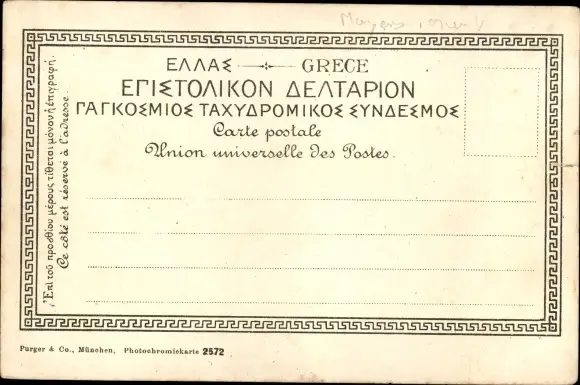 ΕΛΛΑΣ GRECE
ΕΠΙΣΤΟΛΙΚΟΝ ΔΕΛΤΑΡΙΟΝ
ΠΑΓΚΟΣΜΙΟΣ ΤΑΧΥΔΡΟΜΙΚΟΣ ΣΥΝΔΕΣΜΟΣ
Carte postale
Union universelle des Postes.
Ἐπὶ τοῦ προσθίου μέρους τίθεται μόνον ἡ ἐπιγραφή.
Ce côté est réservé à l'adresse.
Purger & Co., München, Photochromiekarte 2572